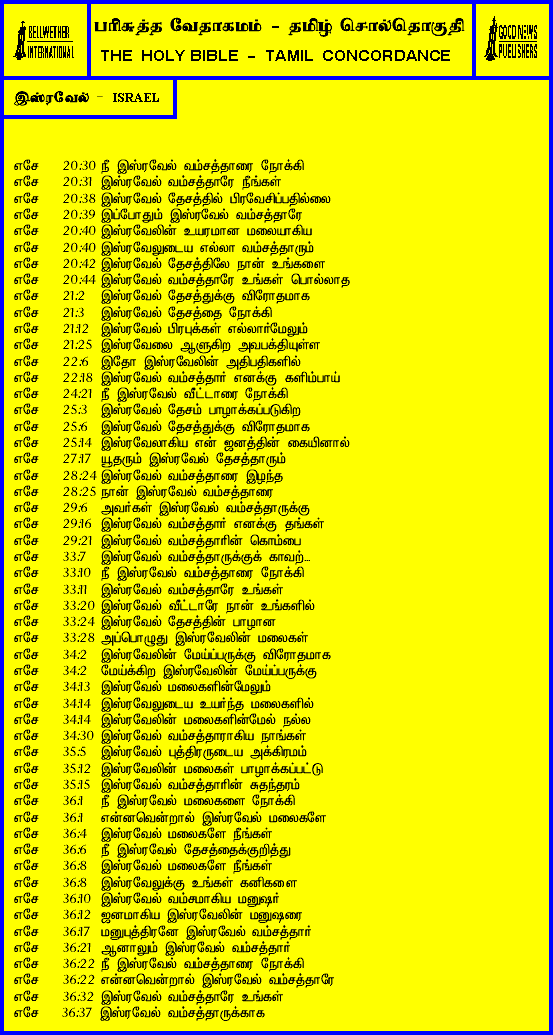 BELLWETHER
INTERNATIONAL
பரிசுத்த வேதாகமம் - தமிழ் சொல்தொகுதி
THE HOLY BIBLE - TAMIL CONCORDANCE
GOOD NEWS
PUBLISHERS
இஸ்ரவேல் - ISRAEL
எசே 20:30 நீ இஸ்ரவேல் வம்சத்தாரை நோக்கி
எசே 20:31 இஸ்ரவேல் வம்சத்தாரே நீங்கள்
எசே 20:38 இஸ்ரவேல் தேசத்தில் பிரவேசிப்பதில்லை
எசே 20:39 இப்போதும் இஸ்ரவேல் வம்சத்தாரே
எசே 20:40 இஸ்ரவேலின் உயரமான மலையாகிய
எசே 20:40 இஸ்ரவேலுடைய எல்லா வம்சத்தாரும்
எசே 20:42 இஸ்ரவேல் தேசத்திலே நான் உங்களை
எசே 20:44 இஸ்ரவேல் வம்சத்தாரே உங்கள் பொல்லாத
எசே 21:2 இஸ்ரவேல் தேசத்துக்கு விரோதமாக
எசே 21:3 இஸ்ரவேல் தேசத்தை நோக்கி
எசே 21:12 இஸ்ரவேல் பிரபுக்கள் எல்லார்மேலும்
எசே 21:25 இஸ்ரவேலை ஆளுகிற அவபக்தியுள்ள
எசே 22:6 இதோ இஸ்ரவேலின் அதிபதிகளில்
எசே 22:18 இஸ்ரவேல் வம்சத்தார் எனக்கு களிம்பாய்
எசே 24:21 நீ இஸ்ரவேல் வீட்டாரை நோக்கி
எசே 25:3 இஸ்ரவேல் தேசம் பாழாக்கப்படுகிற
எசே 25:6 இஸ்ரவேல் தேசத்துக்கு விரோதமாக
எசே 25:14 இஸ்ரவேலாகிய என் ஜனத்தின் கையினால்
எசே 27:17 யூதரும் இஸ்ரவேல் தேசத்தாரும்
எசே 28:24 இஸ்ரவேல் வம்சத்தாரை இழந்த
எசே 28:25 நான் இஸ்ரவேல் வம்சத்தாரை
எசே 29:6 அவர்கள் இஸ்ரவேல் வம்சத்தாருக்கு
எசே 29:16 இஸ்ரவேல் வம்சத்தார் எனக்கு தங்கள்
எசே 29:21 இஸ்ரவேல் வம்சத்தாரின் கொம்பை
எசே 33:7 இஸ்ரவேல் வம்சத்தாருக்குக் காவற்...
எசே 33:10 நீ இஸ்ரவேல் வம்சத்தாரை நோக்கி
எசே 33:11 இஸ்ரவேல் வம்சத்தாரே உங்கள்
எசே 33:20 இஸ்ரவேல் வீட்டாரே நான் உங்களில்
எசே 33:24 இஸ்ரவேல் தேசத்தின் பாழான
எசே 33:28 அப்பொழுது இஸ்ரவேலின் மலைகள்
எசே 34:2 இஸ்ரவேலின் மேய்ப்பருக்கு விரோதமாக
எசே 34:2 மேய்க்கிற இஸ்ரவேலின் மேய்ப்பருக்கு
எசே 34:13 இஸ்ரவேல் மலைகளின்மேலும்
எசே 34:14 இஸ்ரவேலுடைய உயர்ந்த மலைகளில்
எசே 34:14 இஸ்ரவேலின் மலைகளின்மேல் நல்ல
எசே 34:30 இஸ்ரவேல் வம்சத்தாராகிய நாங்கள்
எசே 35:5 இஸ்ரவேல் புத்திரருடைய அக்கிரமம்
எசே 35:12 இஸ்ரவேலின் மலைகள் பாழாக்கப்பட்டு
எசே 35:15 இஸ்ரவேல் வம்சத்தாரின் சுதந்தரம்
எசே 36:1 நீ இஸ்ரவேல் மலைகளை நோக்கி
எசே 36:1 என்னவென்றால் இஸ்ரவேல் மலைகளே
எசே 36:4 இஸ்ரவேல் மலைகளே நீங்கள்
எசே 36:6 நீ இஸ்ரவேல் தேசத்தைக்குறித்து
எசே 36:8 இஸ்ரவேல் மலைகளே நீங்கள்
எசே 36:8 இஸ்ரவேலுக்கு உங்கள் கனிகளை
எசே 36:10 இஸ்ரவேல் வம்சமாகிய மனுஷர்
எசே 36:12 ஜனமாகிய இஸ்ரவேலின் மனுஷரை
எசே 36:17 மனுபுத்திரனே இஸ்ரவேல் வம்சத்தார்
எசே 36:21 ஆனாலும் இஸ்ரவேல் வம்சத்தார்
எசே 36:22 நீ இஸ்ரவேல் வம்சத்தாரை நோக்கி
எசே 36:22 என்னவென்றால் இஸ்ரவேல் வம்சத்தாரே
எசே 36:32 இஸ்ரவேல் வம்சத்தாரே உங்கள்
எசே 36:37 இஸ்ரவேல் வம்சத்தாருக்காக